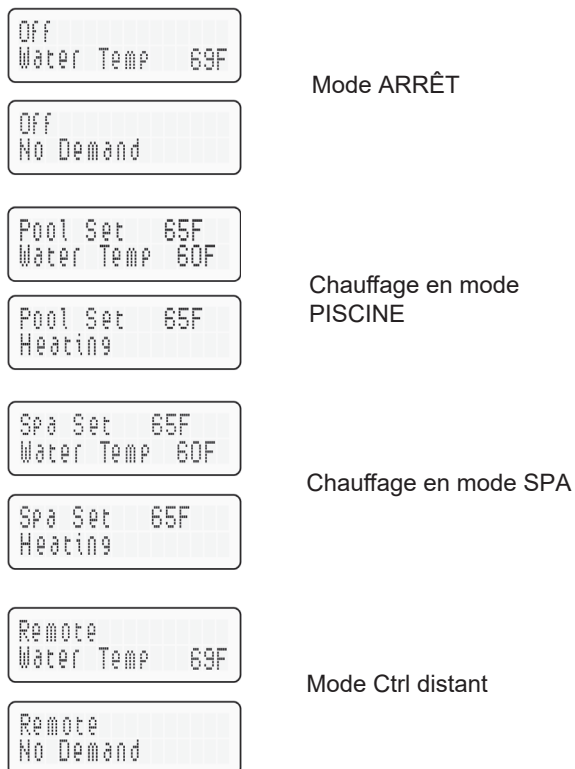 Off
Water Temp 69F
Mode ARRÊT
Off
No Demand
Pool Set 65F
Water Temp 60F
Chauffage en mode
PISCINE
Pool Set 65F
Heating
Spa Set 65F
Water Temp 60F
Chauffage en mode SPA
Spa Set 65F
Heating
Remote
Water Temp 69F
Mode Ctrl distant
Remote
No Demand